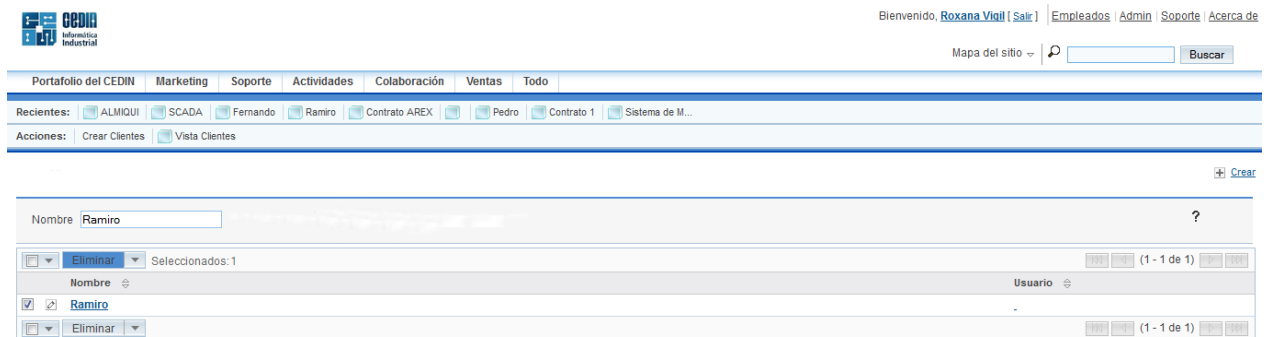 CEDIN
Informática
Industrial
Bienvenido, Roxana Vigil [ Salir ] Empleados | Admin | Soporte | Acerca de
Mapa del sitio Buscar
Portafolio del CEDIN Marketing Soporte Actividades Colaboración Ventas Todo
Recientes: ALMIQUI SCADA Fernando Ramiro Contrato AREX Pedro Contrato 1 Sistema de M...
Acciones: Crear Clientes Vista Clientes
Crear
Nombre Ramiro ?
Eliminar Seleccionados:1 (1 - 1 de 1)
Nombre Usuario
Ramiro -
Eliminar (1 - 1 de 1)